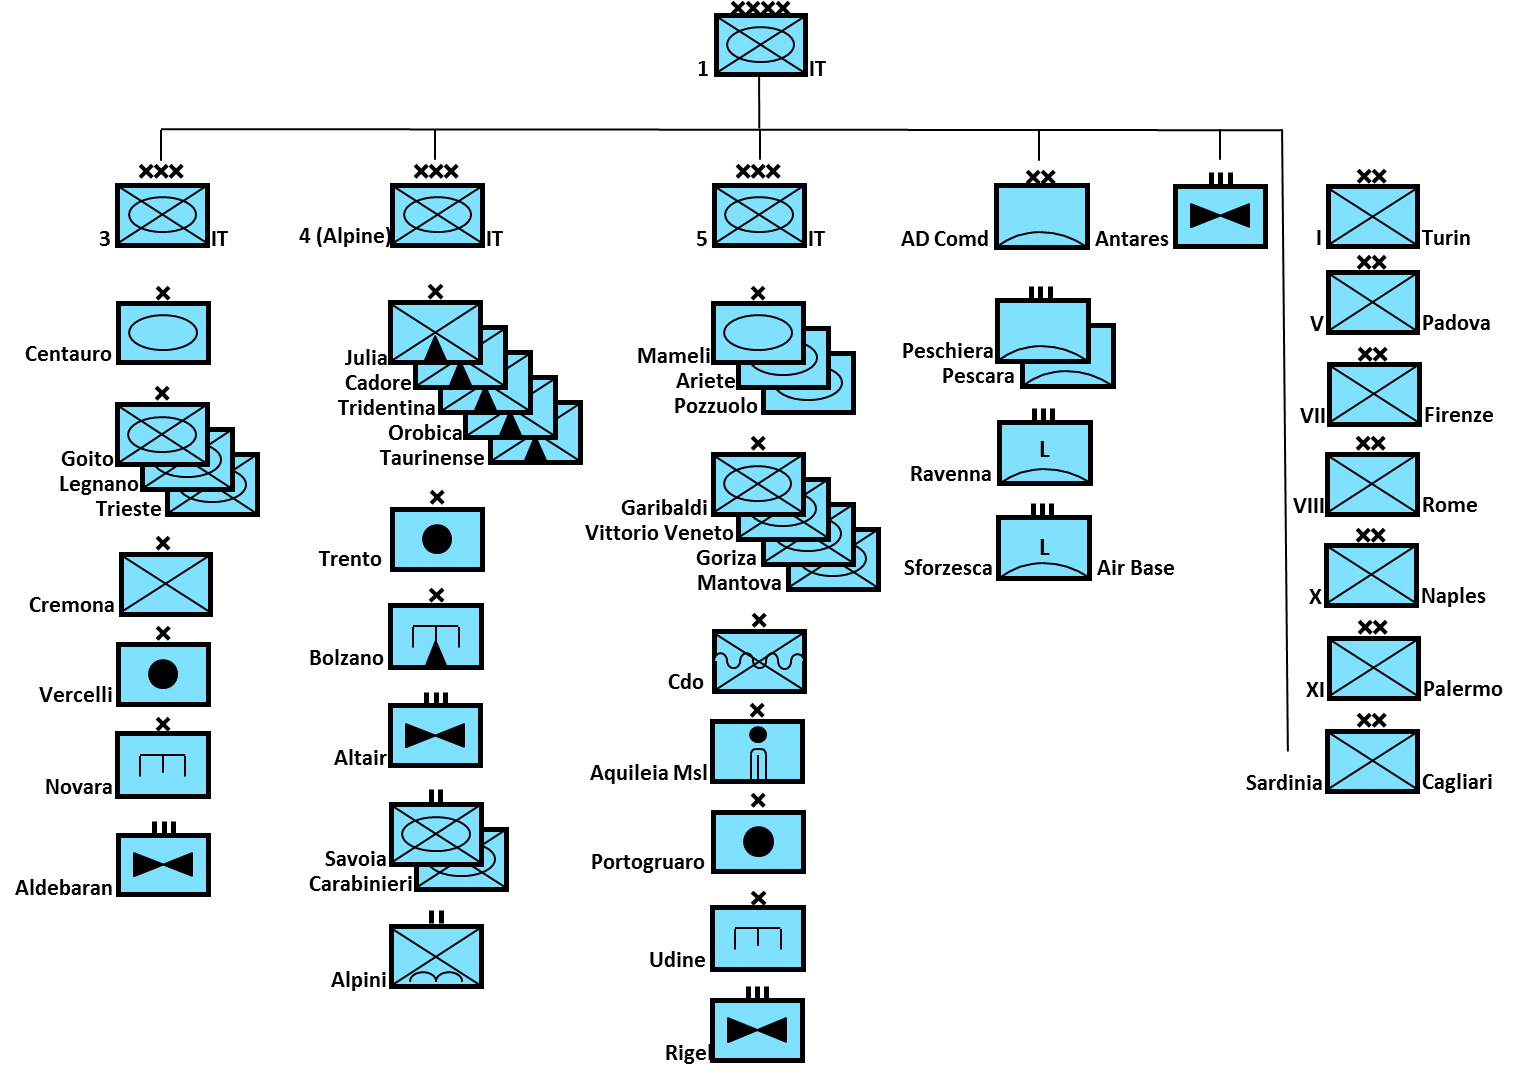 1 IT
3 IT
4 (Alpine) IT
5 IT
AD Comd
Antares
I Turin
V Padova
VII Firenze
VIII Rome
X Naples
XI Palermo
Sardinia Cagliari
Centauro
Goito
Legnano
Trieste
Cremona
Vercelli
Novara
Aldebaran
Julia
Cadore
Tridentina
Orobica
Taurinense
Trento
Bolzano
Altair
Savoia
Carabinieri
Alpini
Mameli
Ariete
Pozzuolo
Garibaldi
Vittorio Veneto
Goriza
Mantova
Cdo
Aquileia Msl
Portogruaro
Udine
Rigel
Peschiera
Pescara
L
Ravenna
L
Sforzesca Air Base